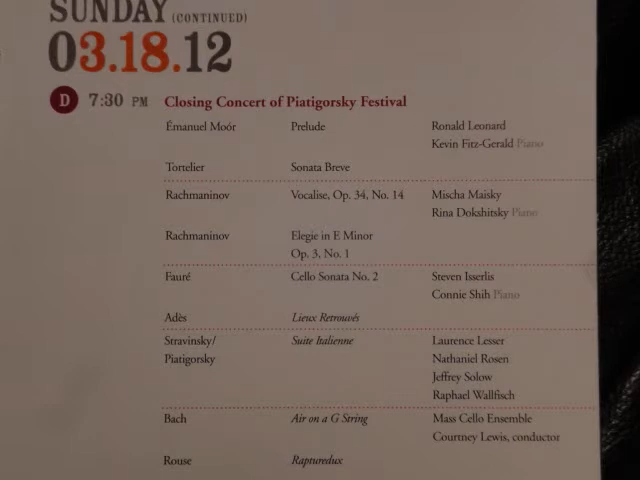 SUNDAY (CONTINUED)
03.18.12
D 7:30 PM Closing Concert of Piatigorsky Festival
Émanuel Moór Prelude Ronald Leonard
Kevin Fitz-Gerald Piano
Tortelier Sonata Breve
Rachmaninov Vocalise, Op. 34, No. 14 Mischa Maisky
Rina Dokshitsky Piano
Rachmaninov Elegie in E Minor
Op. 3, No. 1
Fauré Cello Sonata No. 2 Steven Isserlis
Connie Shih Piano
Adès Lieux Retrouvés
Stravinsky/ Suite Italienne Laurence Lesser
Piatigorsky Nathaniel Rosen
Jeffrey Solow
Raphael Wallfisch
Bach Air on a G String Mass Cello Ensemble
Courtney Lewis, conductor
Rouse Rapturedux